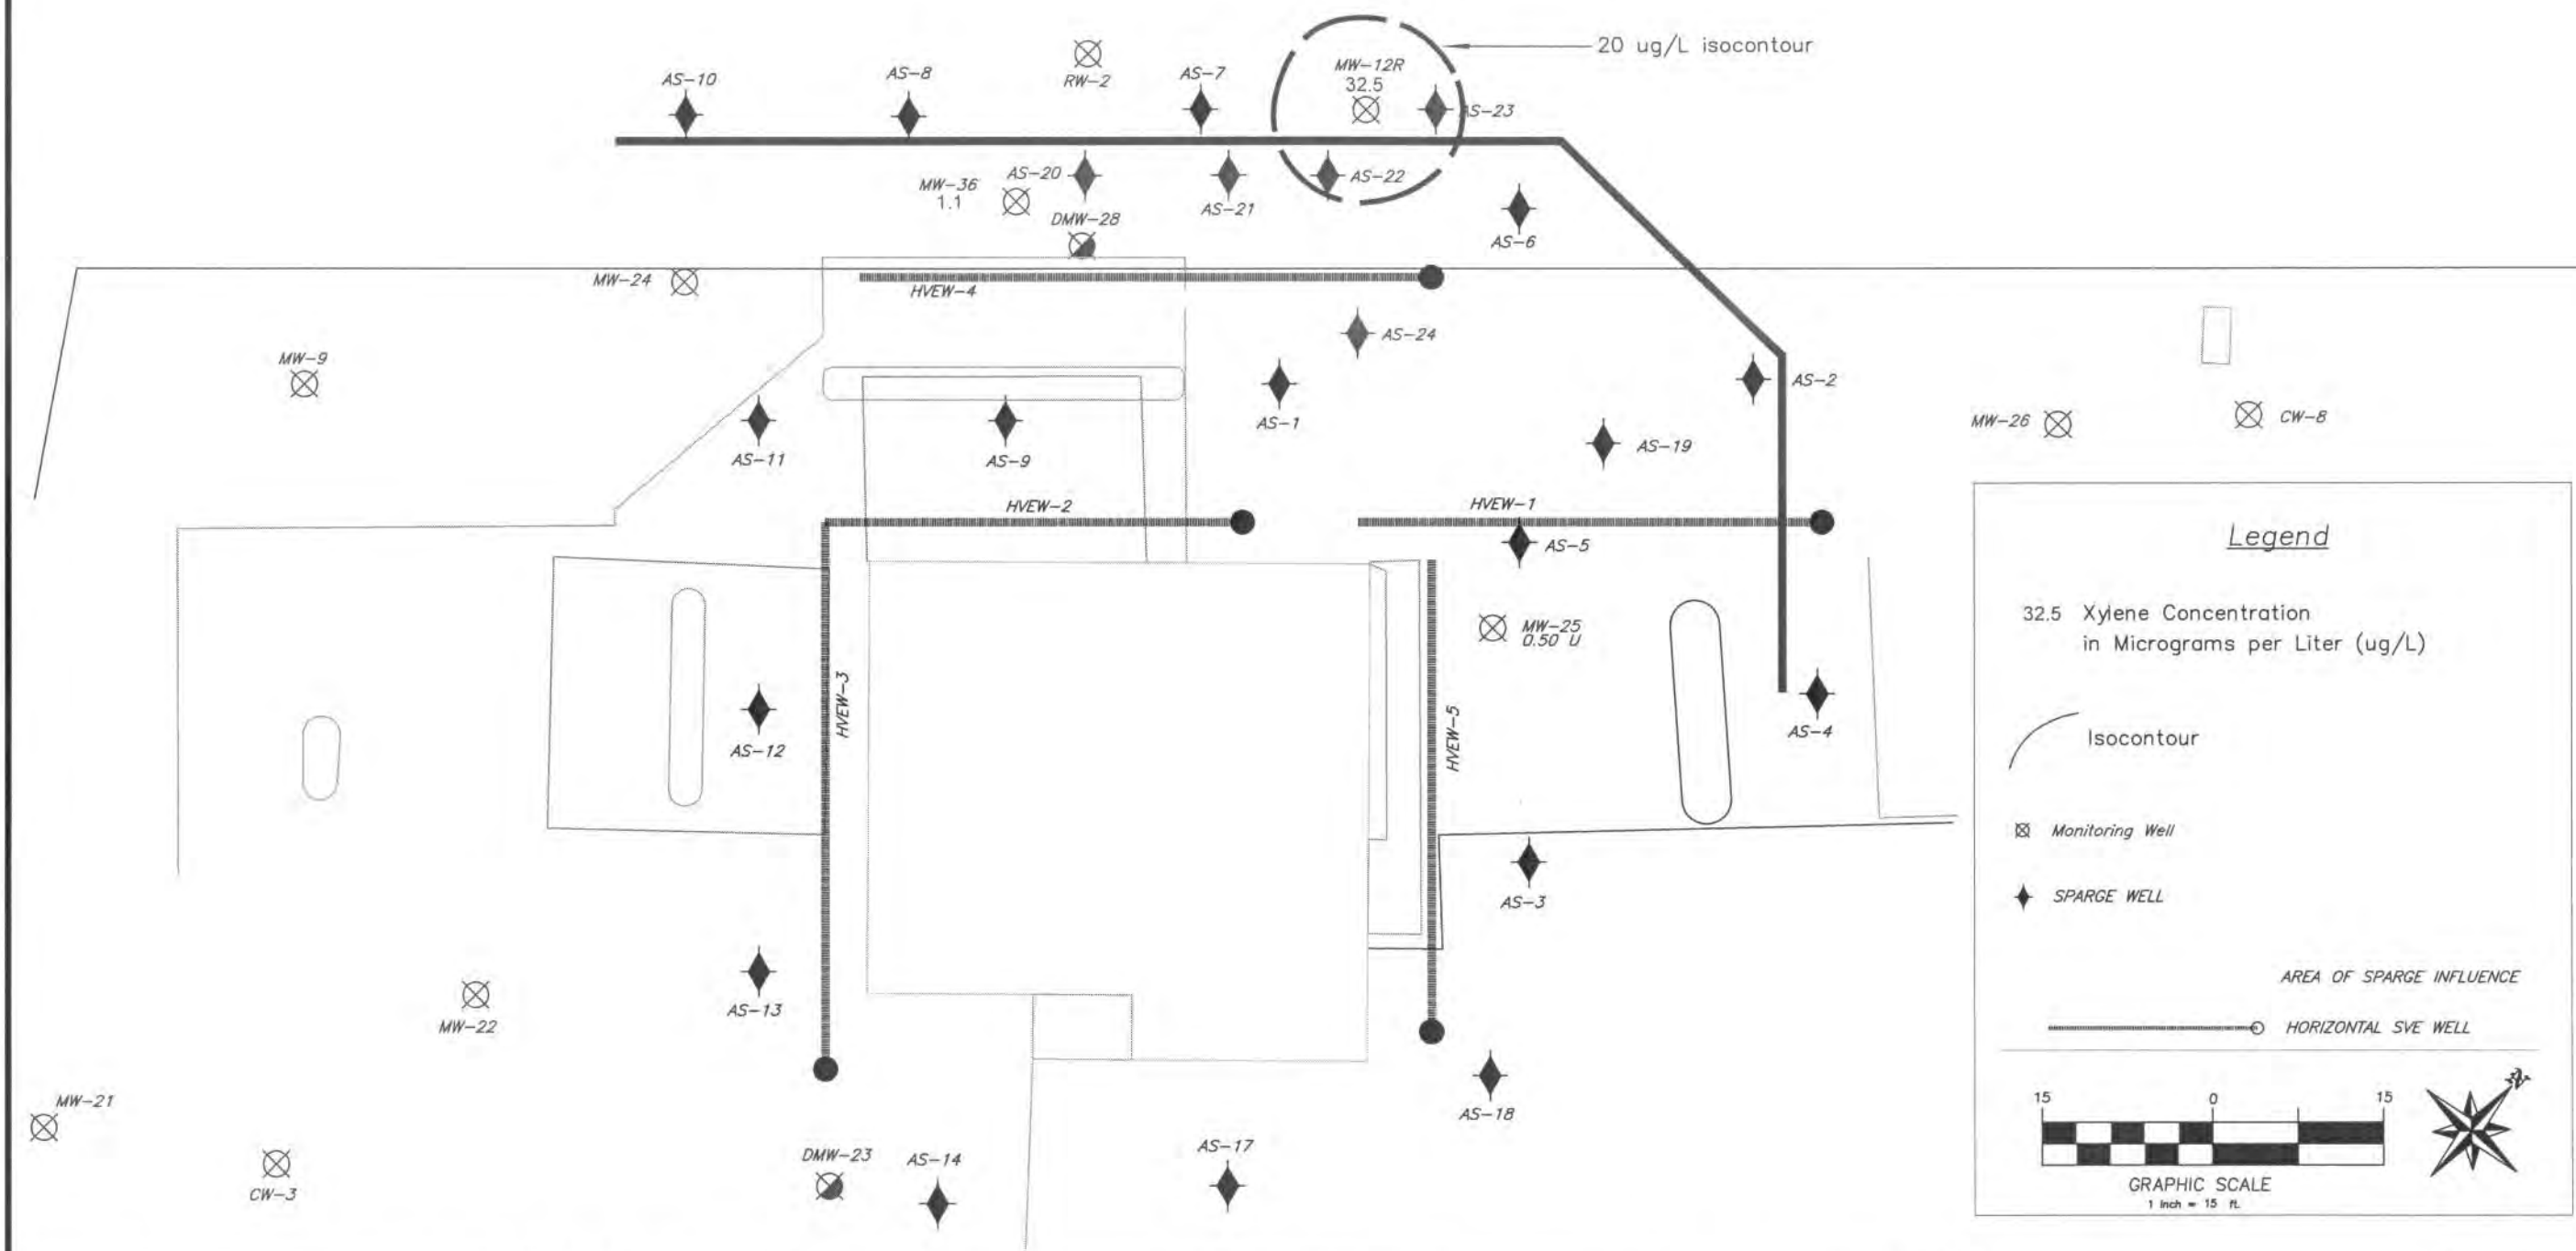 20 ug/L isocontour
AS-10
AS-8
RW-2
AS-7
MW-12R
32.5
AS-23
MW-36
1.1
AS-20
AS-21
AS-22
DMW-28
AS-6
MW-24
HVEW-4
AS-24
MW-9
AS-1
AS-2
AS-11
AS-9
AS-19
MW-26
CW-8
HVEW-2
HVEW-1
AS-5
MW-25
0.50 U
HVEW-3
AS-12
HVEW-5
AS-4
AS-3
AS-13
MW-22
MW-21
CW-3
DMW-23
AS-14
AS-17
AS-18
Legend
32.5 Xylene Concentration
in Micrograms per Liter (ug/L)
Isocontour
Monitoring Well
SPARGE WELL
AREA OF SPARGE INFLUENCE
HORIZONTAL SVE WELL
15 0 15
N
GRAPHIC SCALE
1 inch = 15 ft.